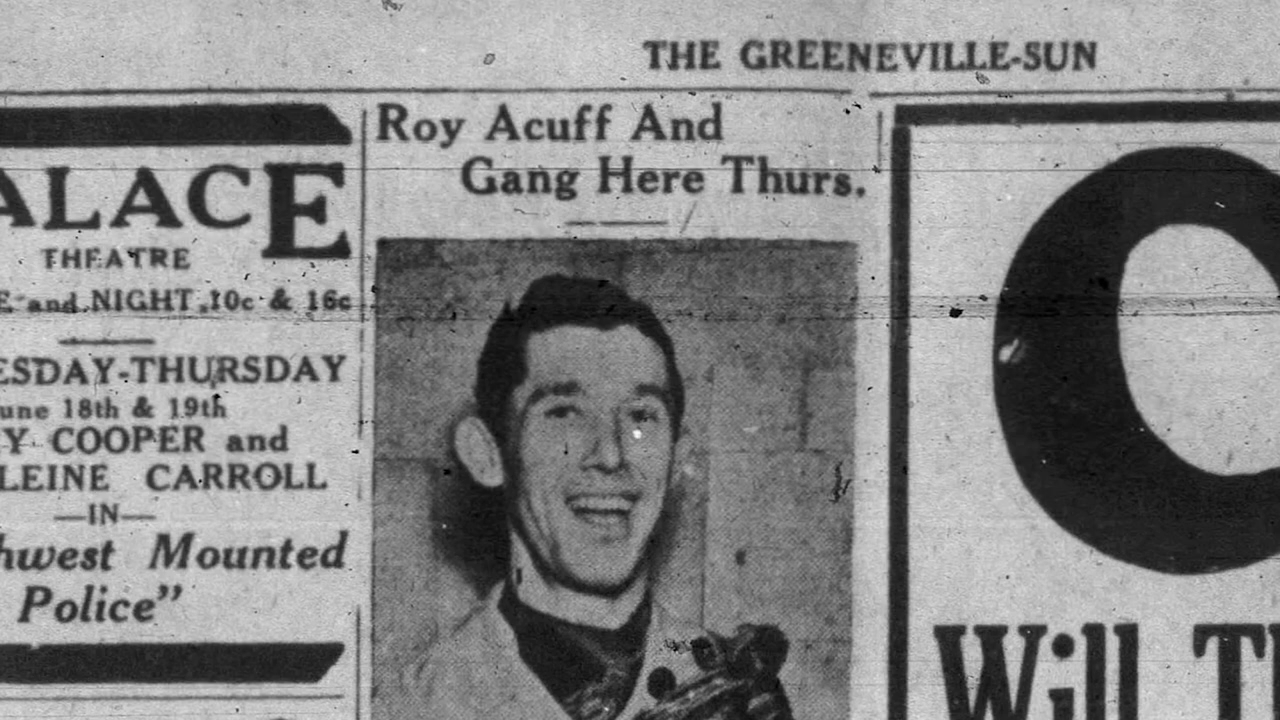 THE GREENEVILLE-SUN
ALACE
THEATRE
E and NIGHT 10c & 16c
ESDAY-THURSDAY
une 18th & 19th
Y COOPER and
LEINE CARROLL
—IN—
hwest Mounted
Police”
Roy Acuff And
Gang Here Thurs.
Will T